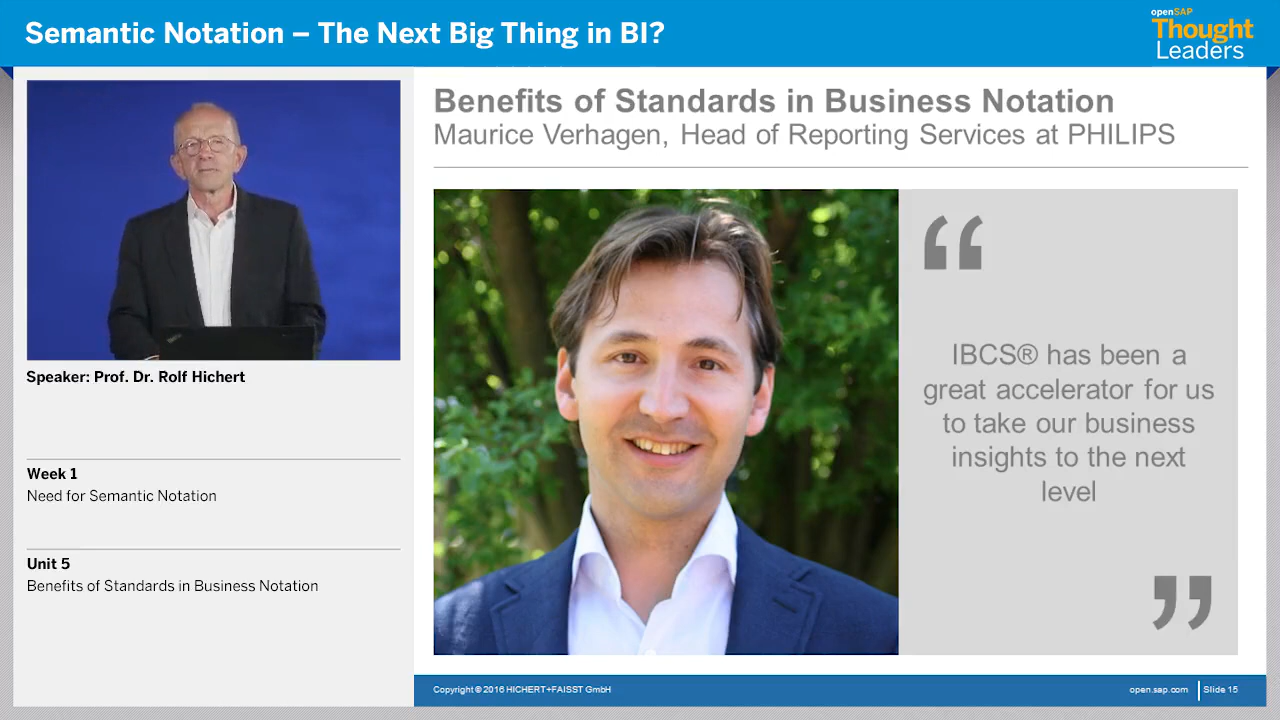 Semantic Notation – The Next Big Thing in BI?
openSAP
Thought
Leaders
Speaker: Prof. Dr. Rolf Hichert
Week 1
Need for Semantic Notation
Unit 5
Benefits of Standards in Business Notation
Benefits of Standards in Business Notation
Maurice Verhagen, Head of Reporting Services at PHILIPS
“
IBCS® has been a
great accelerator for us
to take our business
insights to the next
level
”
Copyright © 2016 HICHERT+FAISST GmbH
open.sap.com | Slide 15